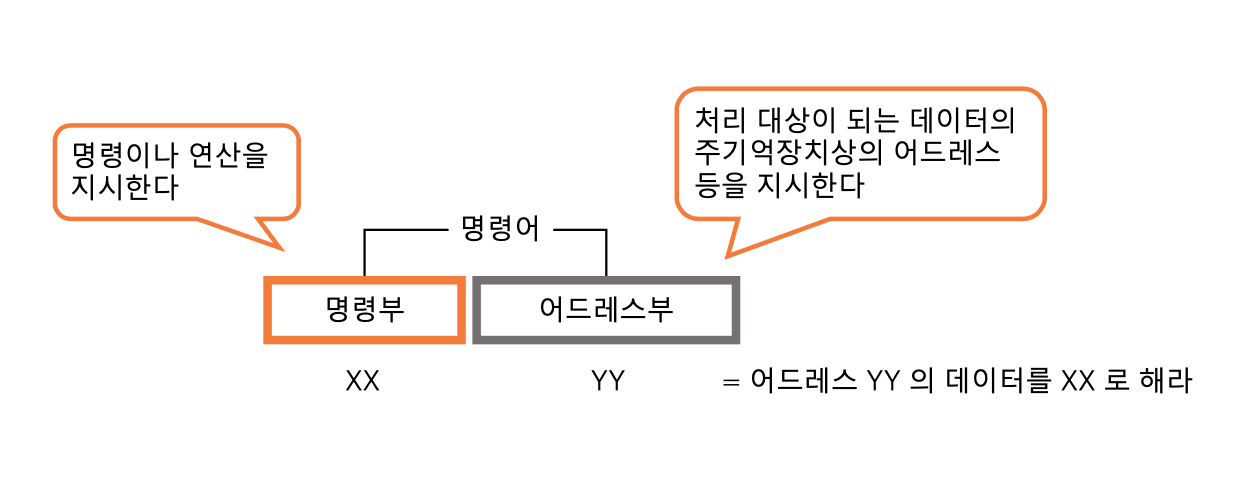 명령이나 연산을
지시한다
처리 대상이 되는 데이터의
주기억장치상의 어드레스
등을 지시한다
명령어
명령부
어드레스부
XX
YY
= 어드레스 YY 의 데이터를 XX 로 해라